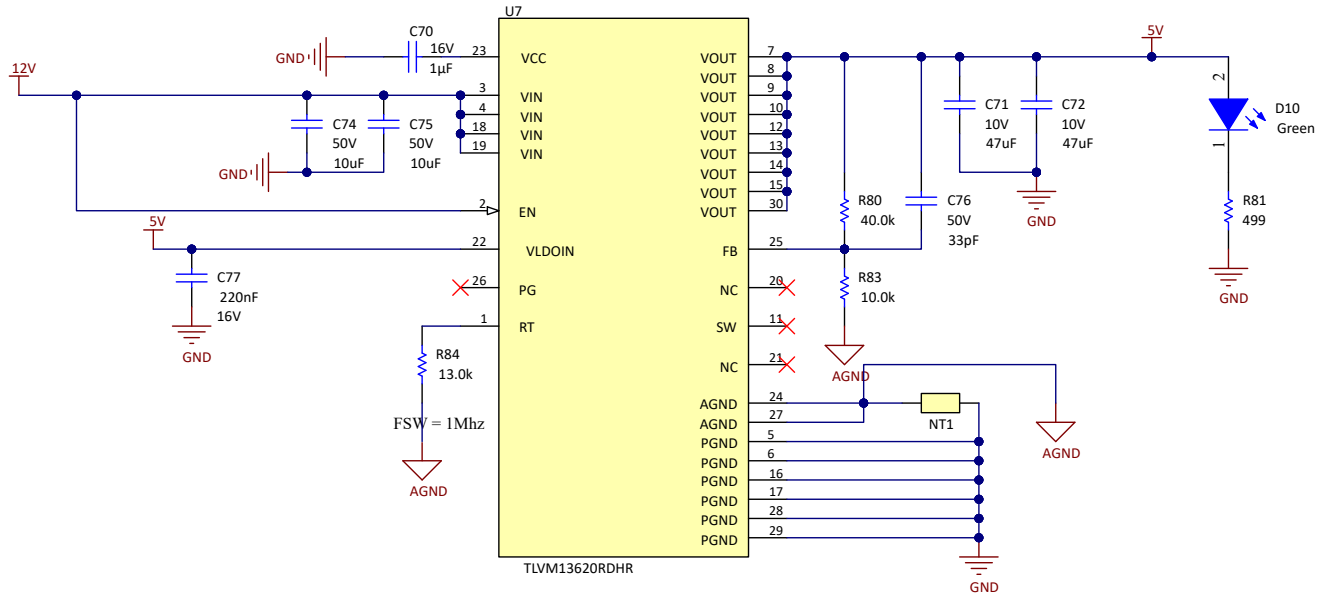 U7
C70
16V
1µF
GND
23
VCC
12V
3
VIN
4
VIN
18
VIN
19
VIN
C74
50V
10uF
C75
50V
10uF
GND
2
EN
5V
22
VLDOIN
C77
220nF
16V
GND
26
PG
1
RT
R84
13.0k
FSW = 1Mhz
AGND
VOUT
7
VOUT
8
VOUT
9
VOUT
10
VOUT
12
VOUT
13
VOUT
14
VOUT
15
VOUT
30
FB
25
NC
20
SW
11
NC
21
AGND
24
AGND
27
PGND
5
PGND
6
PGND
16
PGND
17
PGND
28
PGND
29
TLVM13620RDHR
R80
40.0k
C76
50V
33pF
R83
10.0k
AGND
C71
10V
47uF
C72
10V
47uF
GND
5V
2
D10
Green
1
R81
499
GND
NT1
AGND
GND